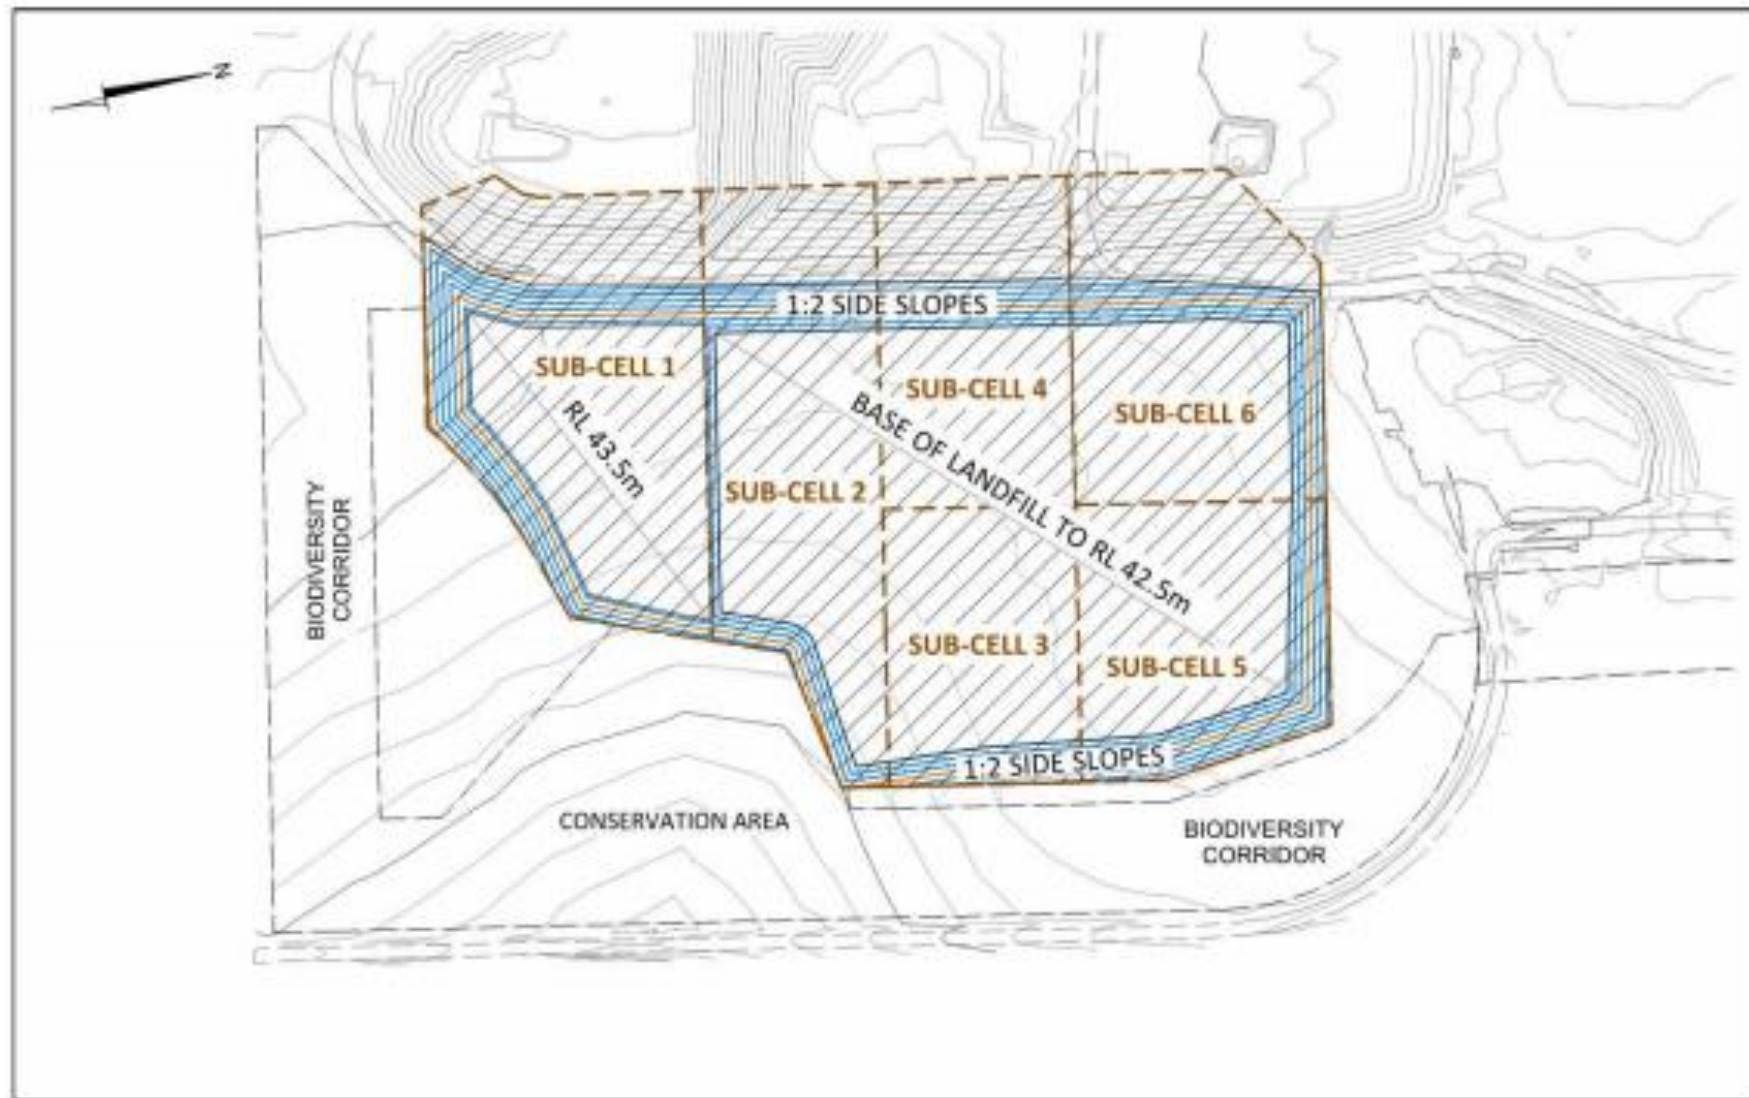 N
1:2 SIDE SLOPES
SUB-CELL 1
RL 43.5m
SUB-CELL 4
SUB-CELL 6
BASE OF LANDFILL TO RL 42.5m
SUB-CELL 2
BIODIVERSITY
CORRIDOR
SUB-CELL 3
SUB-CELL 5
1:2 SIDE SLOPES
CONSERVATION AREA
BIODIVERSITY
CORRIDOR